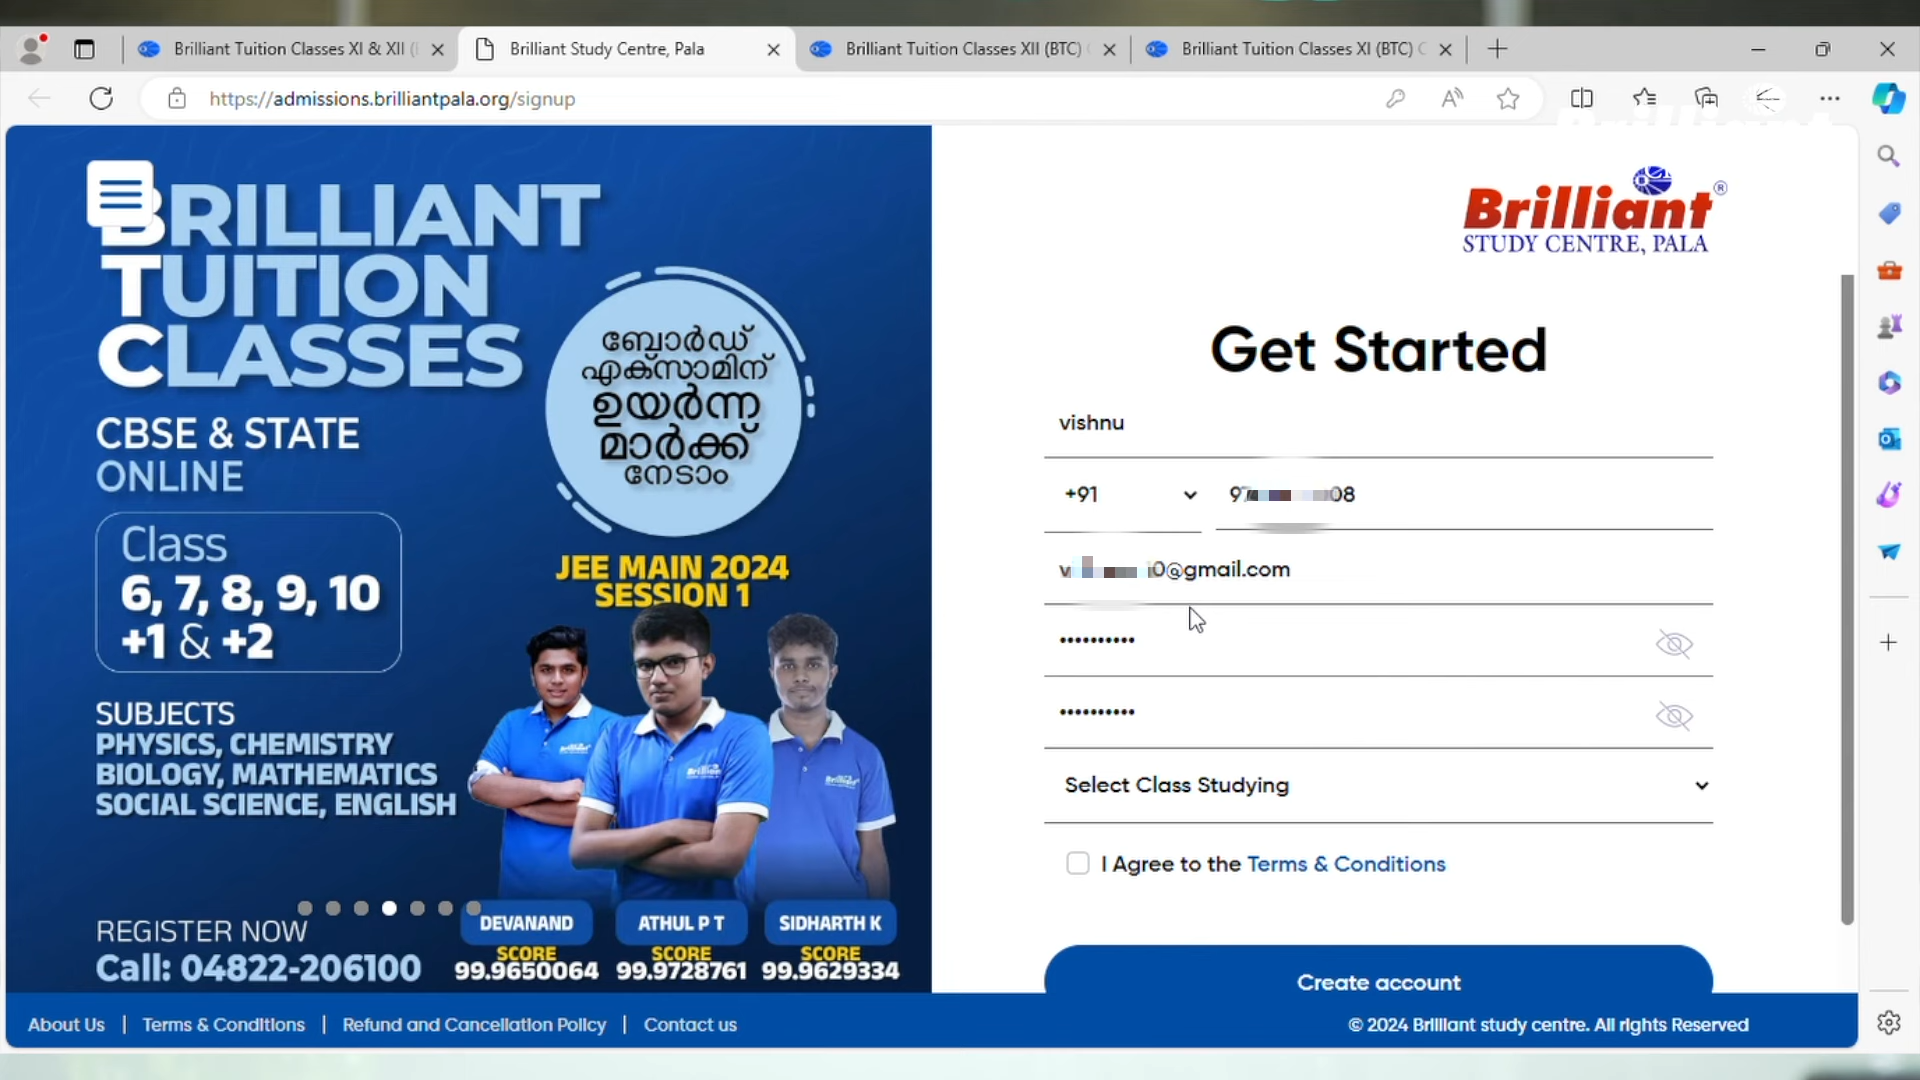 Brilliant Tuition Classes XI & XII (
Brilliant Study Centre, Pala
Brilliant Tuition Classes XII (BTC)
Brilliant Tuition Classes XI (BTC) C
https://admissions.brilliantpala.org/signup
BRILLIANT
TUITION
CLASSES
CBSE & STATE
ONLINE
Class
6, 7, 8, 9, 10
+1 & +2
SUBJECTS
PHYSICS, CHEMISTRY
BIOLOGY, MATHEMATICS
SOCIAL SCIENCE, ENGLISH
REGISTER NOW
Call: 04822-206100
ബോർഡ്
എക്സാമിന്
ഉയർന്ന
മാർക്ക്
നേടാം
JEE MAIN 2024
SESSION 1
DEVANAND
SCORE
99.9650064
ATHUL P T
SCORE
99.9728761
SIDHARTH K
SCORE
99.9629334
Brilliant
STUDY CENTRE, PALA
Get Started
vishnu
+91
97 08
v 0@gmail.com
Select Class Studying
I Agree to the Terms & Conditions
Create account
About Us | Terms & Conditions | Refund and Cancellation Policy | Contact us
© 2024 Brilliant study centre. All rights Reserved